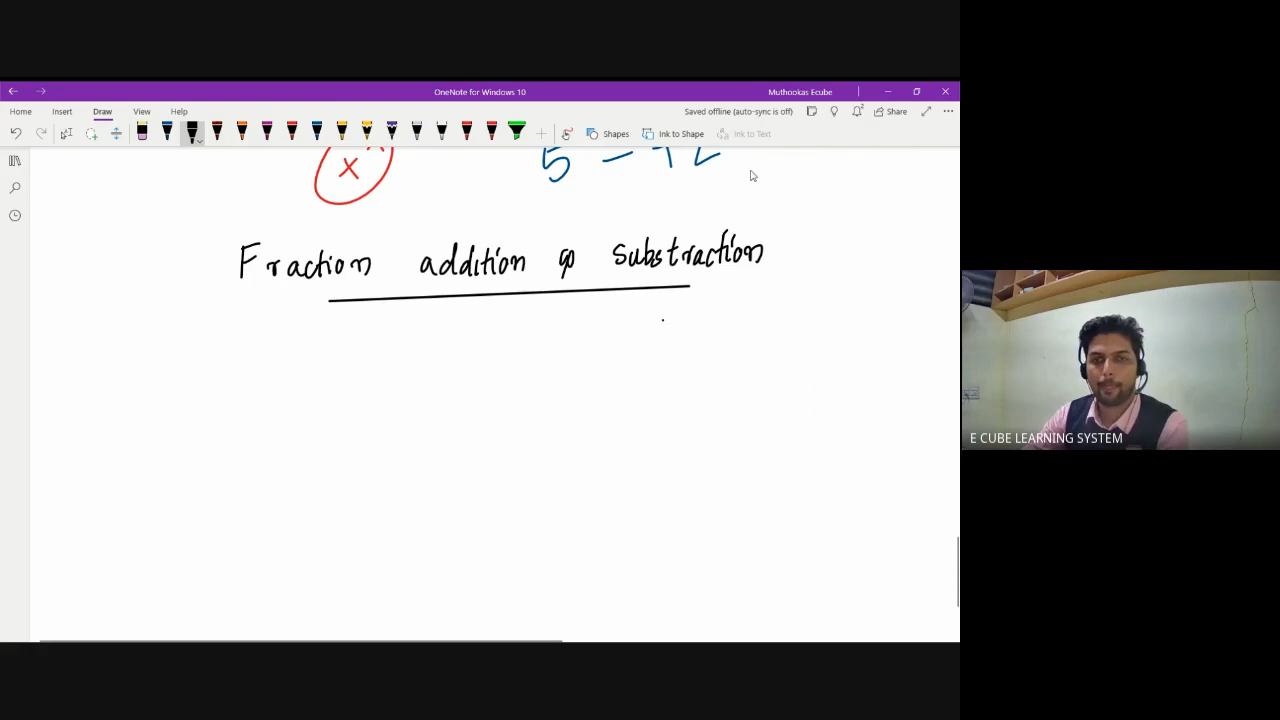 OneNote for Windows 10
Muthookas Ecube
Home Insert Draw View Help
Saved offline (auto-sync is off)
Share
Shapes
Ink to Shape
Ink to Text
x
5 –
Fraction addition & substraction
E CUBE LEARNING SYSTEM